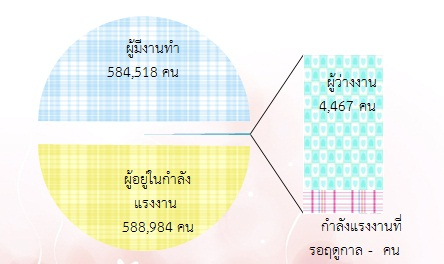 ผู้มีงานทำ
584,518 คน
ผู้ว่างงาน
4,467 คน
ผู้อยู่ในกำลัง
แรงงาน
588,984 คน
กำลังแรงงานที่
รอฤดูกาล - คน